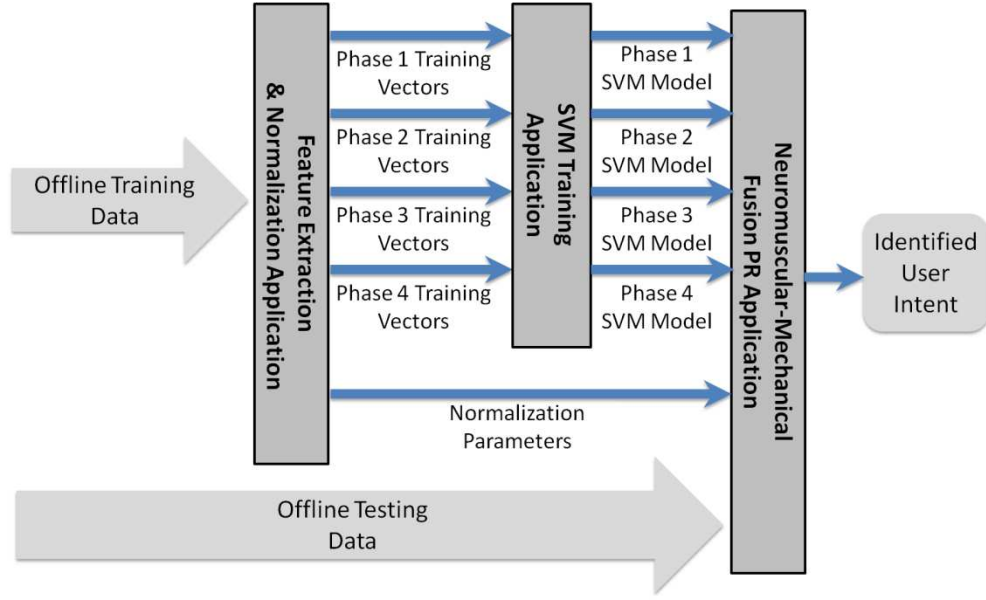 Offline Training
Data
Feature Extraction
& Normalization Application
Phase 1 Training
Vectors
Phase 2 Training
Vectors
Phase 3 Training
Vectors
Phase 4 Training
Vectors
SVM Training
Application
Phase 1
SVM Model
Phase 2
SVM Model
Phase 3
SVM Model
Phase 4
SVM Model
Normalization
Parameters
Neuromuscular-Mechanical
Fusion PR Application
Identified
User
Intent
Offline Testing
Data